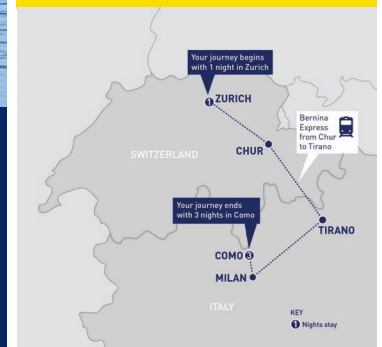 Your journey begins
with 1 night in Zurich
1 ZURICH
Bernina
Express
from Chur
to Tirano
CHUR
SWITZERLAND
Your journey ends
with 3 nights in Como
TIRANO
COMO 3
MILAN
ITALY
KEY
1 Nights stay